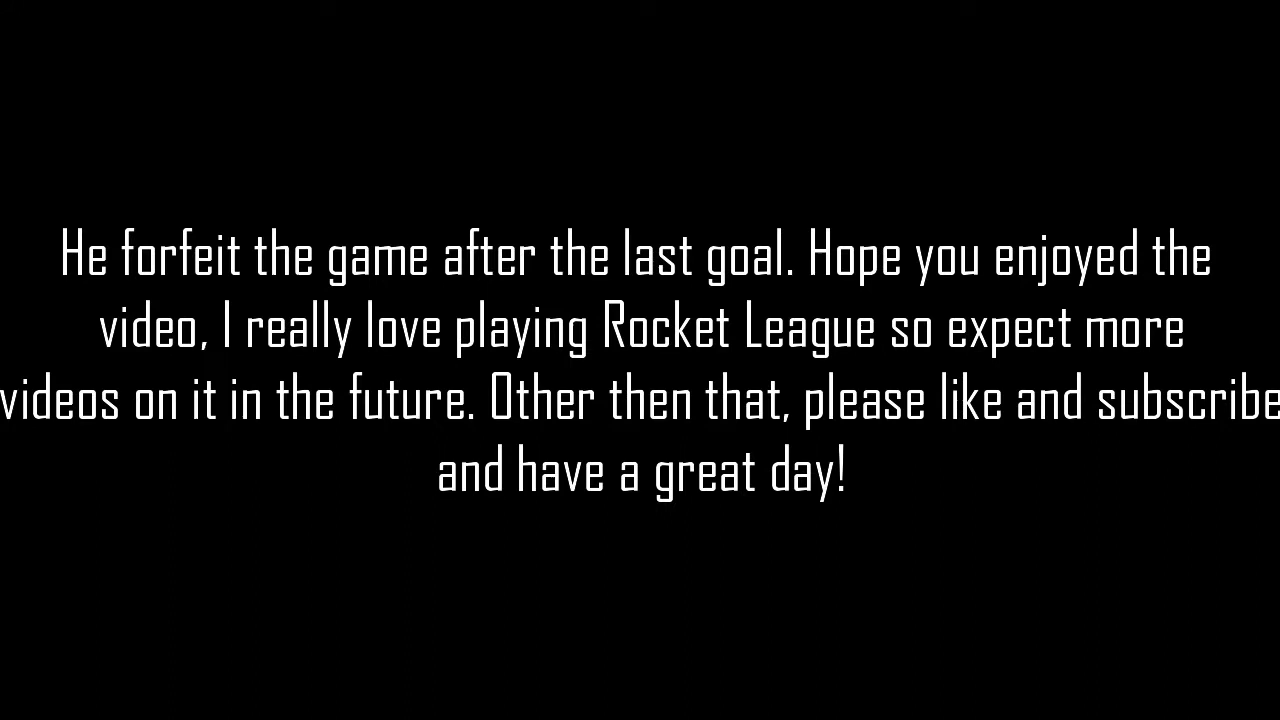 He forfeit the game after the last goal. Hope you enjoyed the
video, I really love playing Rocket League so expect more
videos on it in the future. Other then that, please like and subscribe
and have a great day!